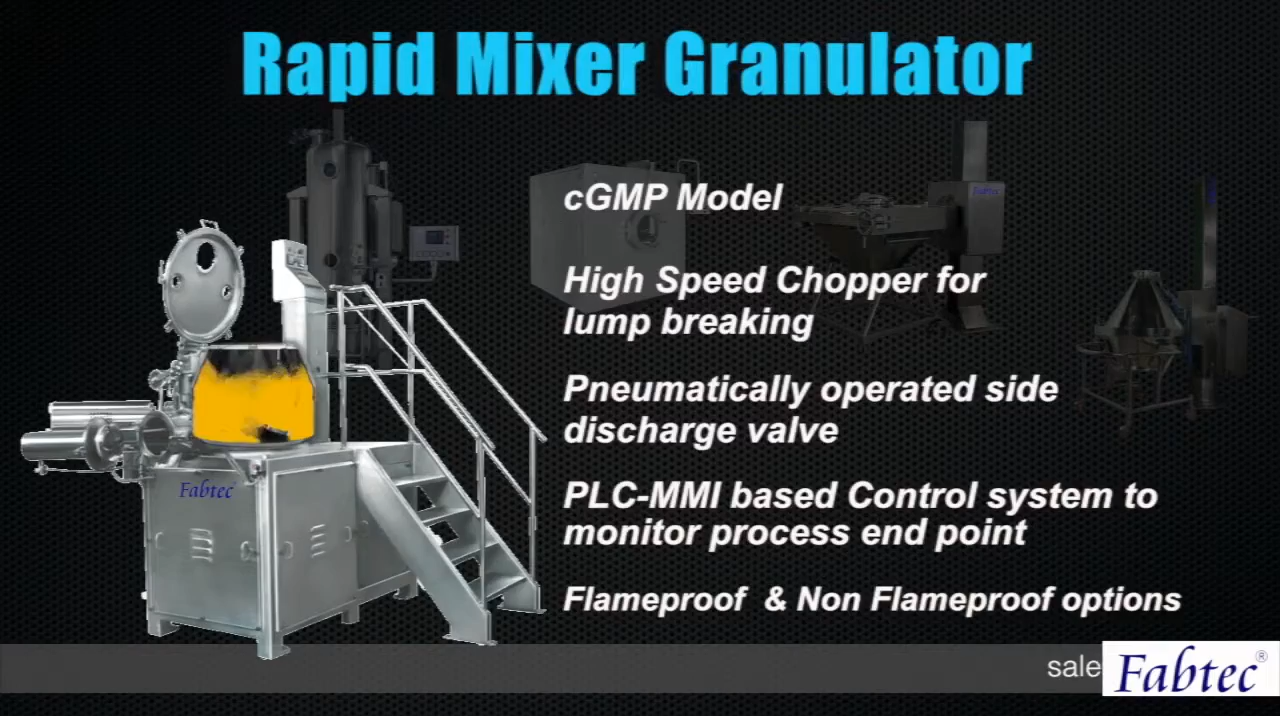 Rapid Mixer Granulator
cGMP Model
Fabtec
High Speed Chopper for
lump breaking
Pneumatically operated side
discharge valve
PLC-MMI based Control system to
monitor process end point
Fabtec
Flameproof & Non Flameproof options
sale
Fabtec®